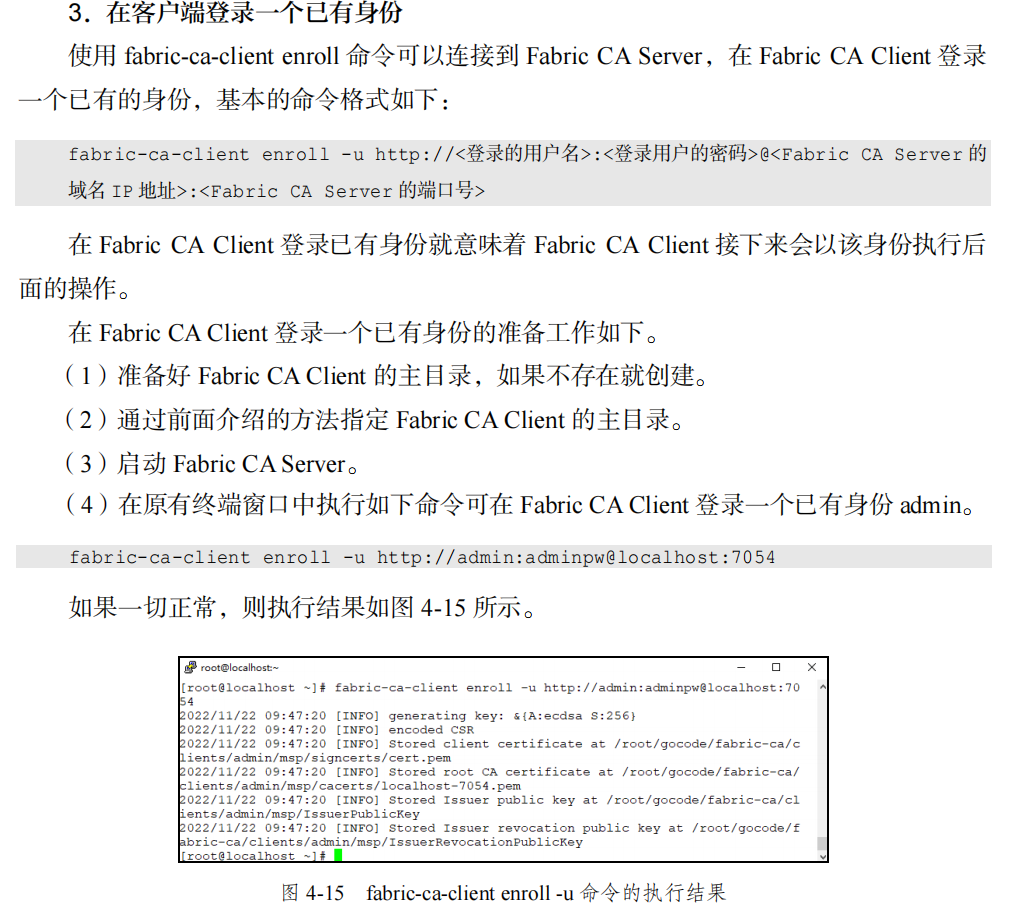 3．在客户端登录一个已有身份
使用 fabric-ca-client enroll 命令可以连接到 Fabric CA Server，在 Fabric CA Client 登录
一个已有的身份，基本的命令格式如下：
fabric-ca-client enroll -u http://<登录的用户名>:<登录用户的密码>@<Fabric CA Server 的
域名 IP 地址>:<Fabric CA Server 的端口号>
在 Fabric CA Client 登录已有身份就意味着 Fabric CA Client 接下来会以该身份执行后
面的操作。
在 Fabric CA Client 登录一个已有身份的准备工作如下。
（1）准备好 Fabric CA Client 的主目录，如果不存在就创建。
（2）通过前面介绍的方法指定 Fabric CA Client 的主目录。
（3）启动 Fabric CA Server。
（4）在原有终端窗口中执行如下命令可在 Fabric CA Client 登录一个已有身份 admin。
fabric-ca-client enroll -u http://admin:adminpw@localhost:7054
如果一切正常，则执行结果如图 4-15 所示。
root@localhost:~
[root@localhost ~]# fabric-ca-client enroll -u http://admin:adminpw@localhost:70
54
2022/11/22 09:47:20 [INFO] generating key: &{A:ecdsa S:256}
2022/11/22 09:47:20 [INFO] encoded CSR
2022/11/22 09:47:20 [INFO] Stored client certificate at /root/gocode/fabric-ca/c
lients/admin/msp/signcerts/cert.pem
2022/11/22 09:47:20 [INFO] Stored root CA certificate at /root/gocode/fabric-ca/
clients/admin/msp/cacerts/localhost-7054.pem
2022/11/22 09:47:20 [INFO] Stored Issuer public key at /root/gocode/fabric-ca/cl
ients/admin/msp/IssuerPublicKey
2022/11/22 09:47:20 [INFO] Stored Issuer revocation public key at /root/gocode/f
abric-ca/clients/admin/msp/IssuerRevocationPublicKey
[root@localhost ~]#
图 4-15 fabric-ca-client enroll -u 命令的执行结果